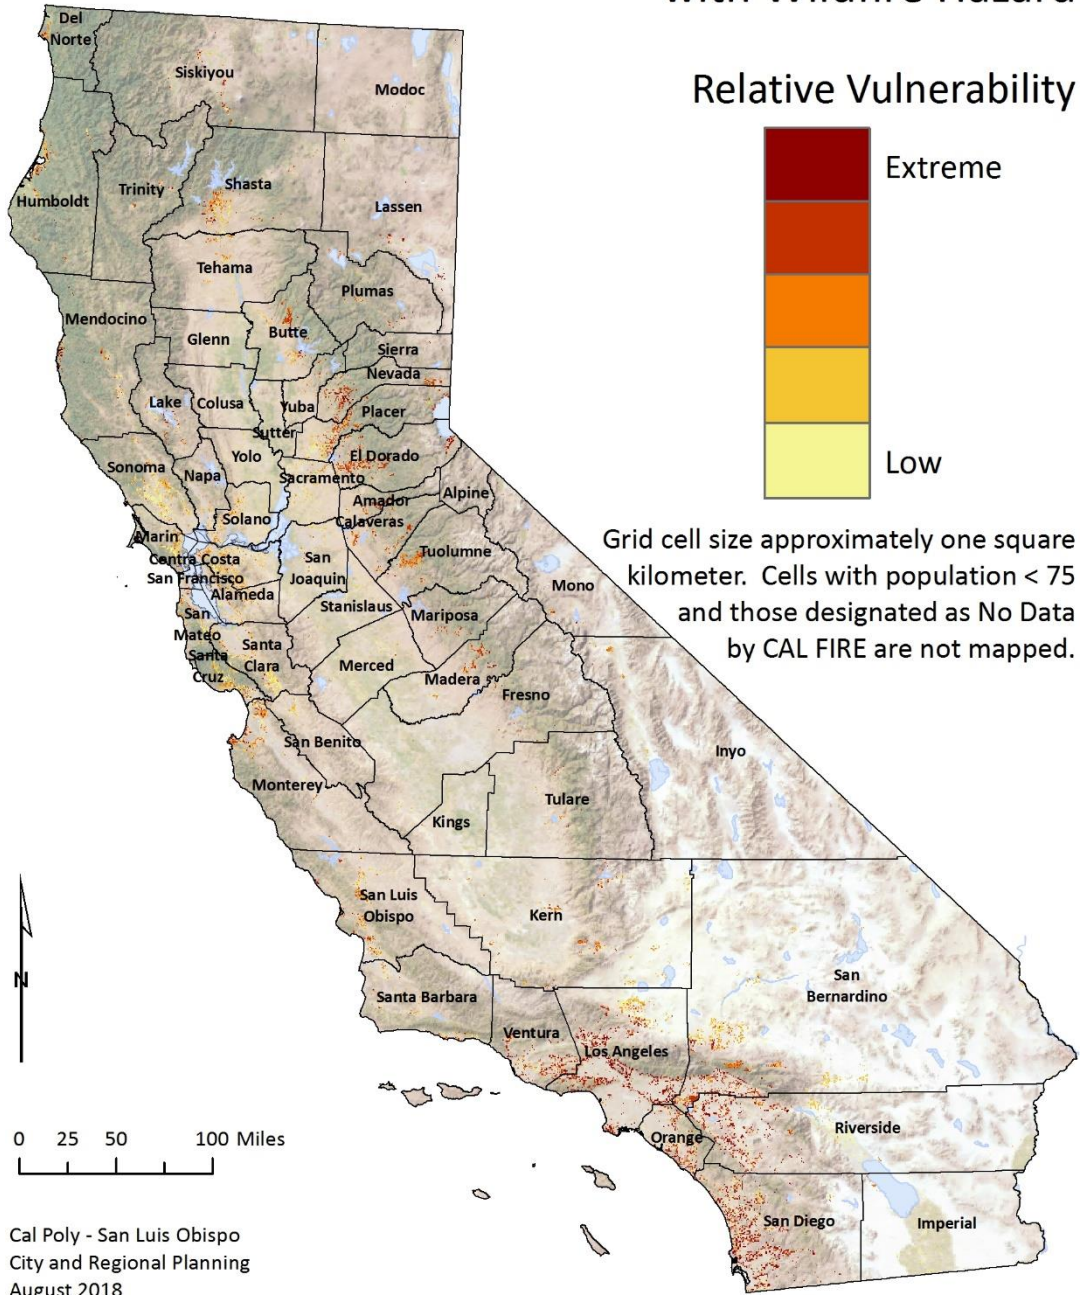 with Wildfire Hazard
Relative Vulnerability
Extreme
Low
Grid cell size approximately one square
kilometer. Cells with population < 75
and those designated as No Data
by CAL FIRE are not mapped.
Del
Norte
Siskiyou
Modoc
Humboldt
Trinity
Shasta
Lassen
Tehama
Plumas
Mendocino
Glenn
Butte
Sierra
Nevada
Lake
Colusa
Yuba
Placer
Sutter
Sonoma
Napa
Yolo
El Dorado
Sacramento
Alpine
Amador
Solano
Calaveras
Marin
Contra Costa
San
Joaquin
Tuolumne
San Francisco
Alameda
Mono
Stanislaus
Mariposa
San
Mateo
Santa
Clara
Santa
Cruz
Merced
Madera
Fresno
San Benito
Inyo
Monterey
Tulare
Kings
San Luis
Obispo
Kern
Santa Barbara
San
Bernardino
Ventura
Los Angeles
Orange
Riverside
San Diego
Imperial
N
0 25 50 100 Miles
Cal Poly - San Luis Obispo
City and Regional Planning
August 2018